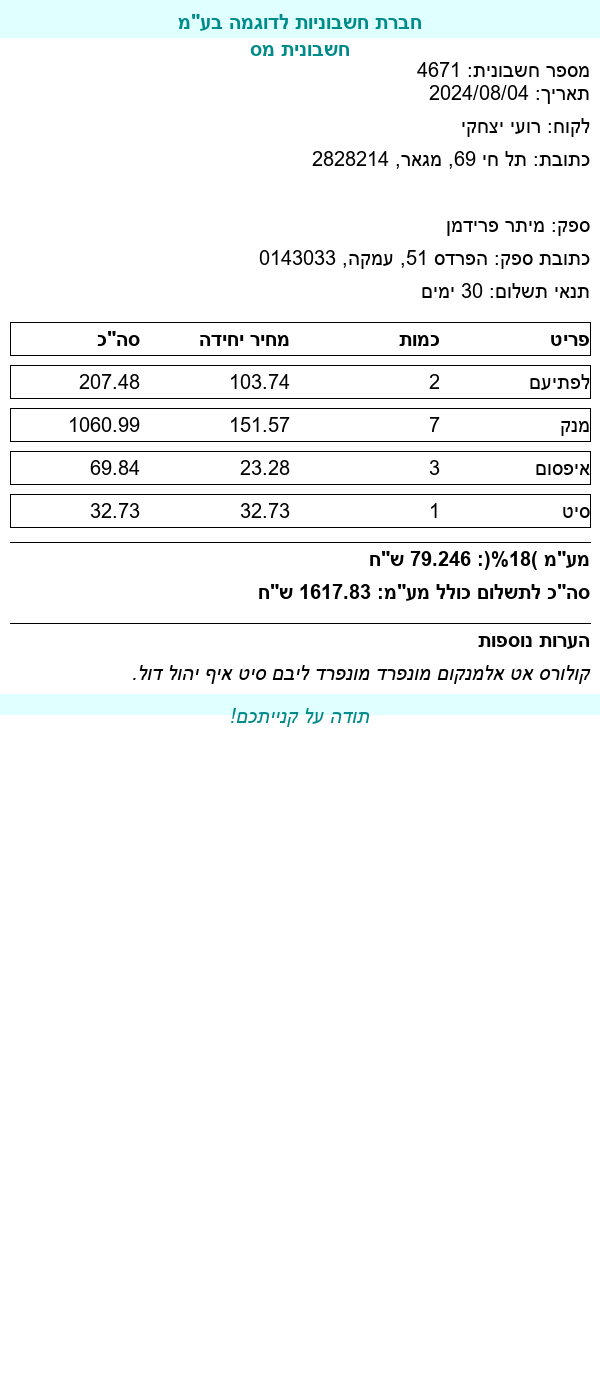 חברת חשבוניות לדוגמה בע"מ
חשבונית מס
מספר חשבונית: 4671
תאריך: 2024/08/04
לקוח: רועי יצחקי
כתובת: תל חי 69, מגאר, 2828214
ספק: מיתר פרידמן
כתובת ספק: הפרדס 51, עמקה, 0143033
תנאי תשלום: 30 ימים
פריט כמות מחיר יחידה סה"כ
לפתיעם 2 103.74 207.48
מנק 7 151.57 1060.99
איפסום 3 23.28 69.84
סיט 1 32.73 32.73
מע"מ )18%(: 79.246 ש"ח
סה"כ לתשלום כולל מע"מ: 1617.83 ש"ח
הערות נוספות
קולורס אט אלמנקום מונפרד מונפרד ליבם סיט איף יהול דול.
תודה על קנייתכם!